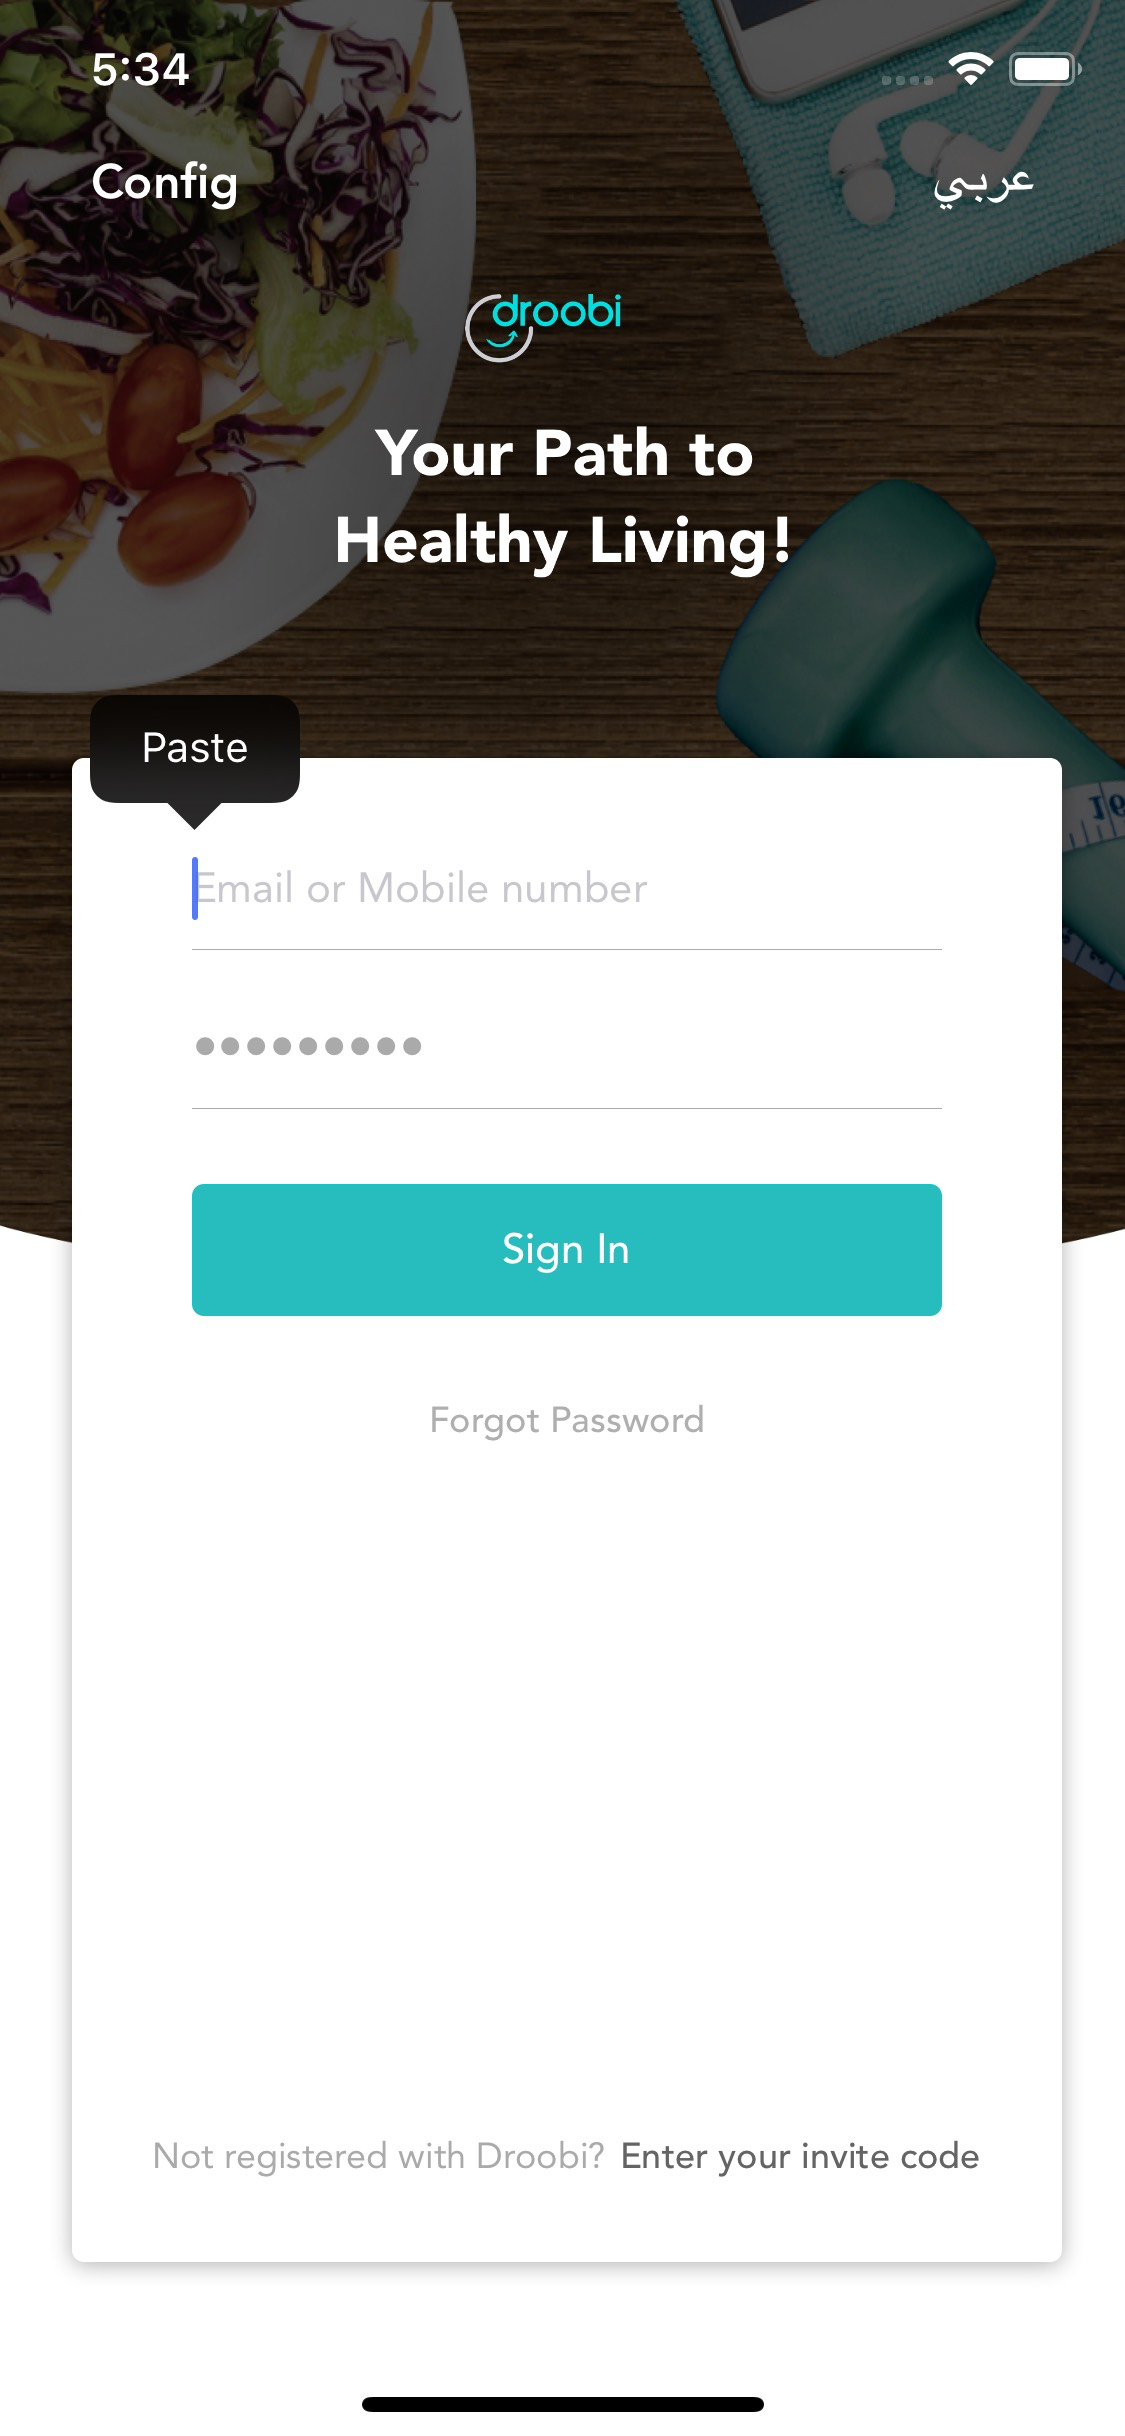 5:34
Config
عربي
droobi
Your Path to
Healthy Living!
16
Paste
Email or Mobile number
Sign In
Forgot Password
Not registered with Droobi? Enter your invite code